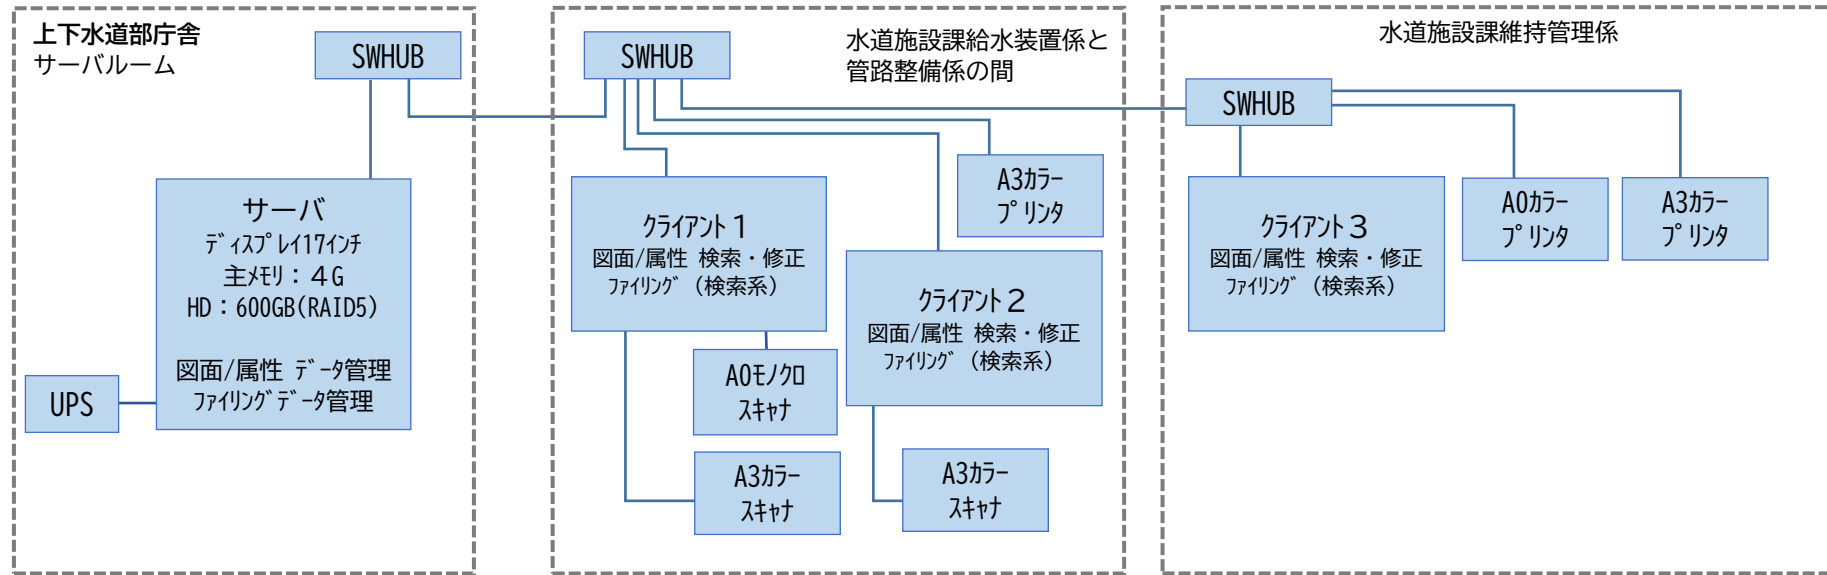 上下水道部庁舎
サーバルーム
SWHUB
サーバ
ﾃﾞｨｽﾌﾟﾚｲ17ｲﾝﾁ
主ﾒﾓﾘ：４G
HD：600GB(RAID5)
図面/属性 ﾃﾞｰﾀ管理
ﾌｧｲﾘﾝｸﾞﾃﾞｰﾀ管理
UPS
SWHUB
水道施設課給水装置係と
管路整備係の間
ｸﾗｲｱﾝﾄ１
図面/属性 検索・修正
ﾌｧｲﾘﾝｸﾞ（検索系）
A3ｶﾗｰ
ﾌﾟﾘﾝﾀ
ｸﾗｲｱﾝﾄ２
図面/属性 検索・修正
ﾌｧｲﾘﾝｸﾞ（検索系）
A0ﾓﾉｸﾛ
ｽｷｬﾅ
A3ｶﾗｰ
ｽｷｬﾅ
A3ｶﾗｰ
ｽｷｬﾅ
水道施設課維持管理係
SWHUB
ｸﾗｲｱﾝﾄ３
図面/属性 検索・修正
ﾌｧｲﾘﾝｸﾞ（検索系）
A0ｶﾗｰ
ﾌﾟﾘﾝﾀ
A3ｶﾗｰ
ﾌﾟﾘﾝﾀ